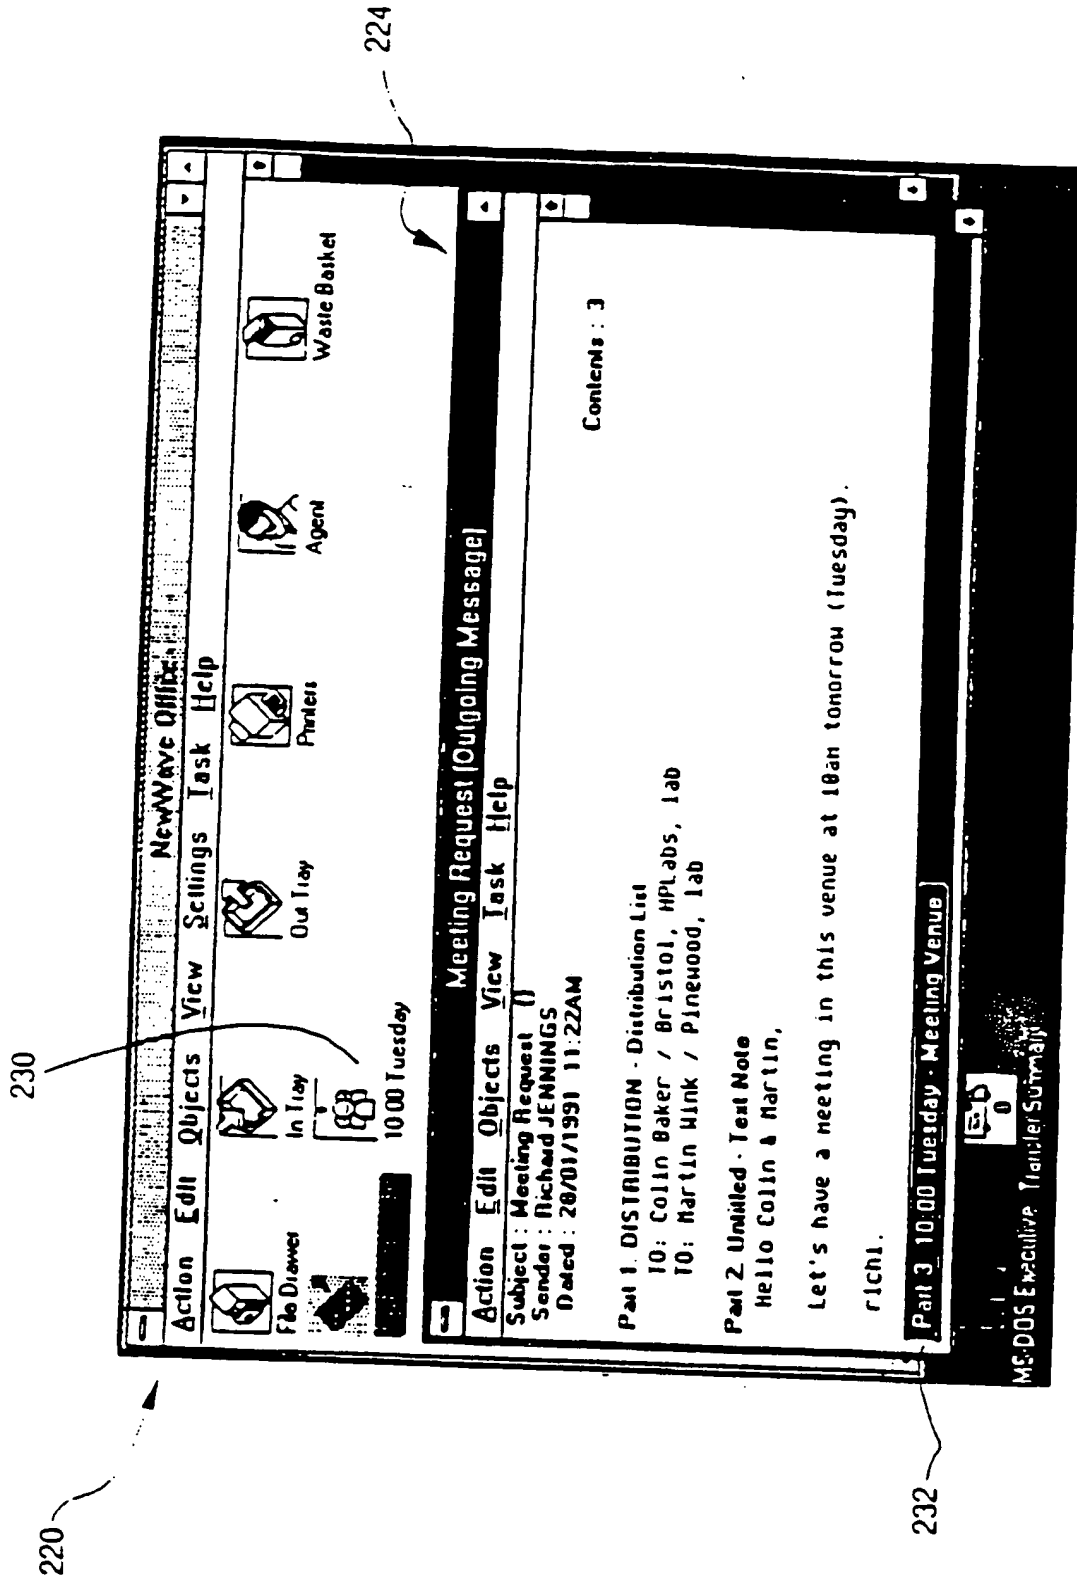 220
230
224
NewWave Office
Action Edit Objects View Settings Task Help
File Drawer
In Tray
Out Tray
Printers
Agent
Waste Basket
10 00 Tuesday
Meeting Request (Outgoing Message)
Action Edit Objects View Task Help
Subject : Meeting Request ()
Sender : Richard JENNINGS
Dated : 28/01/1991 11:22AM
Contents : 3
Part 1. DISTRIBUTION - Distribution List
TO: Colin Baker / Bristol, HPLabs, lab
TO: Martin Wink / Pinewood, lab
Part 2. Untitled - Text Note
Hello Colin & Martin,
Let's have a meeting in this venue at 10am tomorrow (Tuesday).
richi.
Part 3 10:00 Tuesday - Meeting Venue
232
0
MS-DOS Executive Transfer Summary